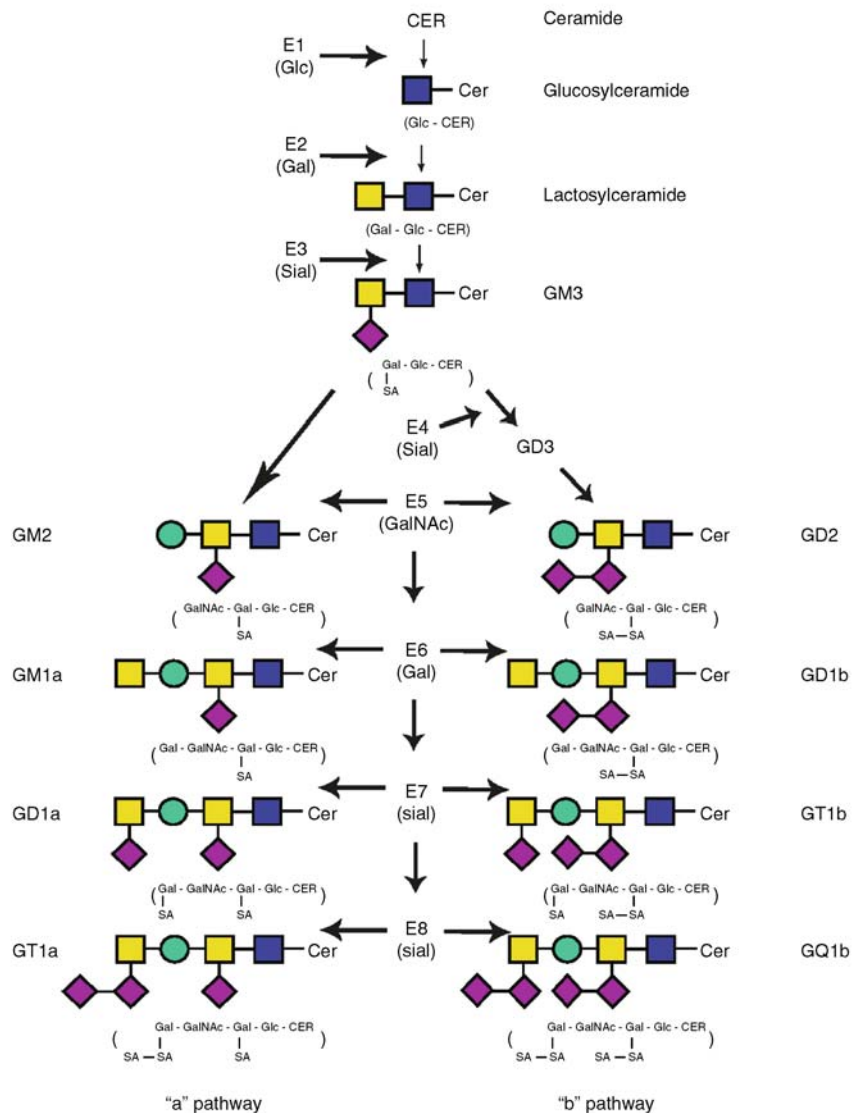 CER Ceramide
E1
(Glc)
Cer Glucosylceramide
(Glc - CER)
E2
(Gal)
Cer Lactosylceramide
(Gal - Glc - CER)
E3
(Sial)
Cer GM3
( Gal - Glc - CER )
SA
E4
(Sial)
GD3
E5
(GalNAc)
GM2 Cer Cer GD2
( GalNAc - Gal - Glc - CER ) ( GalNAc - Gal - Glc - CER )
SA SA — SA
E6
(Gal)
GM1a Cer Cer GD1b
( Gal - GalNAc - Gal - Glc - CER ) ( Gal - GalNAc - Gal - Glc - CER )
SA SA — SA
E7
(sial)
GD1a Cer Cer GT1b
( Gal - GalNAc - Gal - Glc - CER ) ( Gal - GalNAc - Gal - Glc - CER )
SA SA SA SA — SA
E8
(sial)
GT1a Cer Cer GQ1b
( Gal - GalNAc - Gal - Glc - CER ) ( Gal - GalNAc - Gal - Glc - CER )
SA — SA SA SA — SA SA — SA
"a" pathway "b" pathway